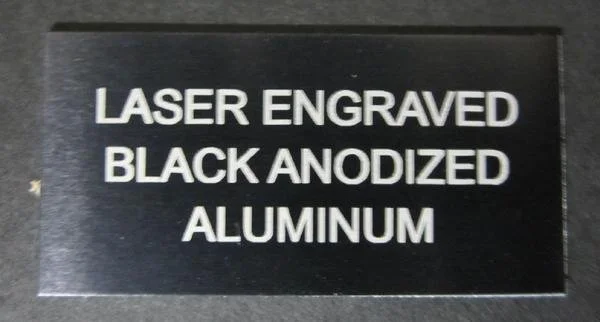 LASER ENGRAVED
BLACK ANODIZED
ALUMINUM